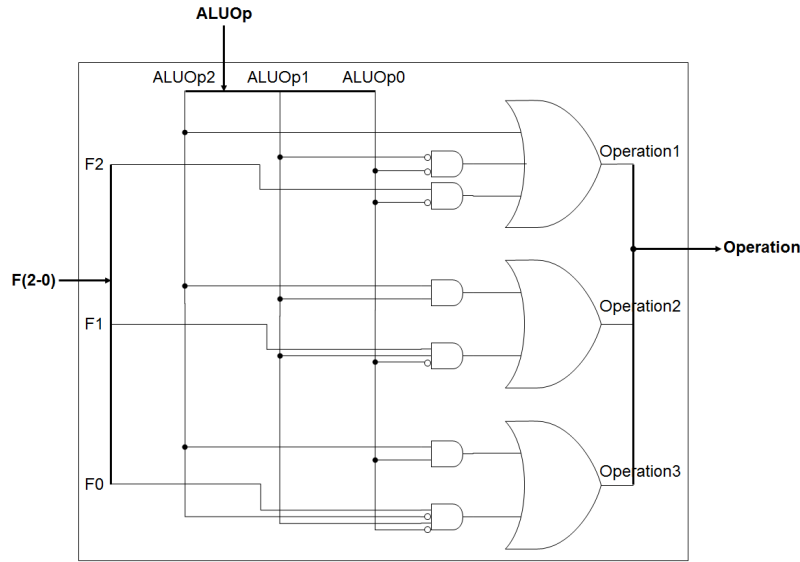 ALUOp
ALUOp2 ALUOp1 ALUOp0
Operation1
F2
Operation
F(2-0)
Operation2
F1
Operation3
F0